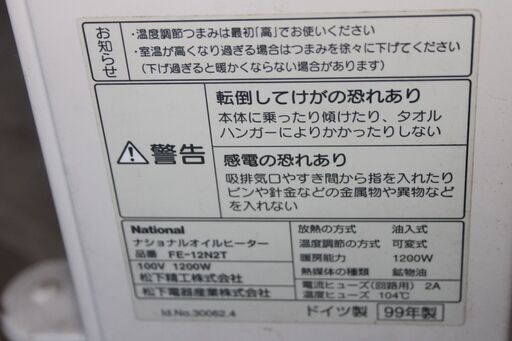 お知らせ
・温度調節つまみは最初「高」でお使いください
・室温が高くなり過ぎる場合はつまみを徐々に下げてください
（下げ過ぎると暖かくならない場合があります）
警告
転倒してけがの恐れあり
本体に乗ったり傾けたり、タオル
ハンガーによりかかったりしない
感電の恐れあり
吸排気口やすき間から指を入れたり
ピンや針金などの金属物や異物など
を入れない
National
ナショナルオイルヒーター
品番 FE-12N2T
100V 1200W
松下精工株式会社
松下電器産業株式会社
Id.No.30062.4
放熱の方式 油入式
温度調節の方式 可変式
暖房能力 1200W
熱媒体の種類 鉱物油
電流ヒューズ（回路用） 2A
温度ヒューズ 104℃
ドイツ製 99年製